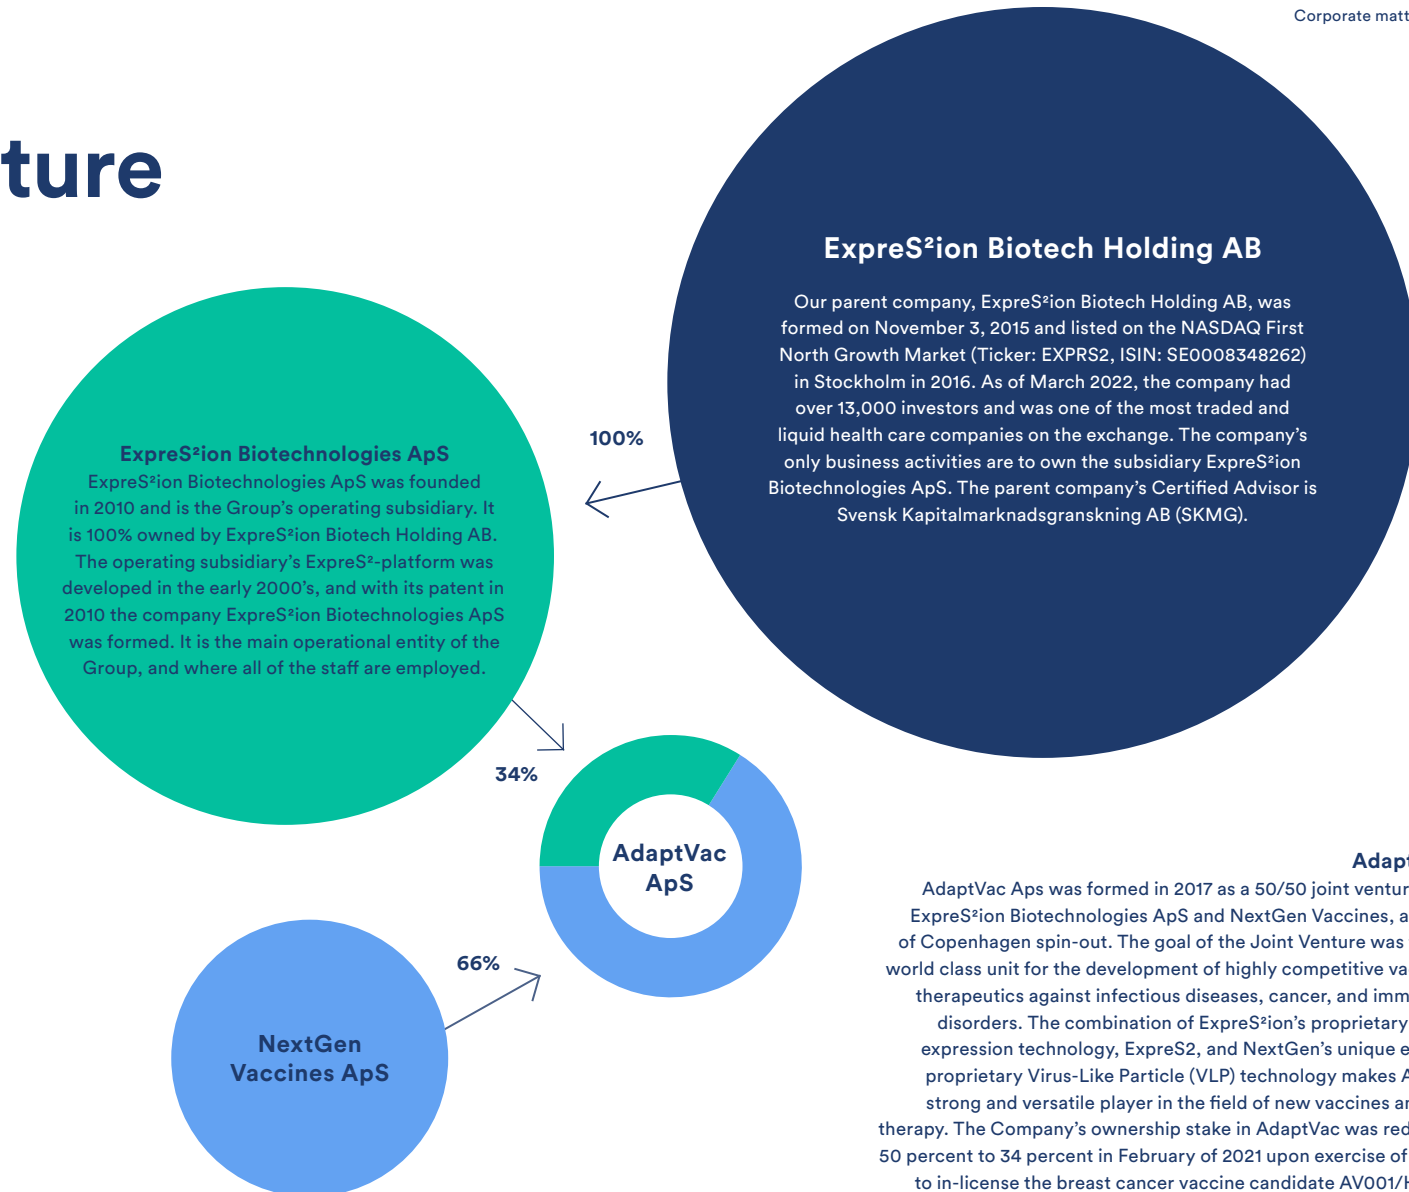 Corporate matt
ture
ExpreS²ion Biotech Holding AB
Our parent company, ExpreS²ion Biotech Holding AB, was
formed on November 3, 2015 and listed on the NASDAQ First
North Growth Market (Ticker: EXPRS2, ISIN: SE0008348262)
in Stockholm in 2016. As of March 2022, the company had
over 13,000 investors and was one of the most traded and
liquid health care companies on the exchange. The company’s
only business activities are to own the subsidiary ExpreS²ion
Biotechnologies ApS. The parent company’s Certified Advisor is
Svensk Kapitalmarknadsgranskning AB (SKMG).
100%
ExpreS²ion Biotechnologies ApS
ExpreS²ion Biotechnologies ApS was founded
in 2010 and is the Group’s operating subsidiary. It
is 100% owned by ExpreS²ion Biotech Holding AB.
The operating subsidiary’s ExpreS²-platform was
developed in the early 2000’s, and with its patent in
2010 the company ExpreS²ion Biotechnologies ApS
was formed. It is the main operational entity of the
Group, and where all of the staff are employed.
34%
AdaptVac
ApS
66%
NextGen
Vaccines ApS
Adapt
AdaptVac Aps was formed in 2017 as a 50/50 joint ventur
ExpreS²ion Biotechnologies ApS and NextGen Vaccines, a
of Copenhagen spin-out. The goal of the Joint Venture was
world class unit for the development of highly competitive va
therapeutics against infectious diseases, cancer, and imm
disorders. The combination of ExpreS²ion’s proprietary
expression technology, ExpreS2, and NextGen’s unique e
proprietary Virus-Like Particle (VLP) technology makes A
strong and versatile player in the field of new vaccines a
therapy. The Company’s ownership stake in AdaptVac was red
50 percent to 34 percent in February of 2021 upon exercise of
to in-license the breast cancer vaccine candidate AV001/H